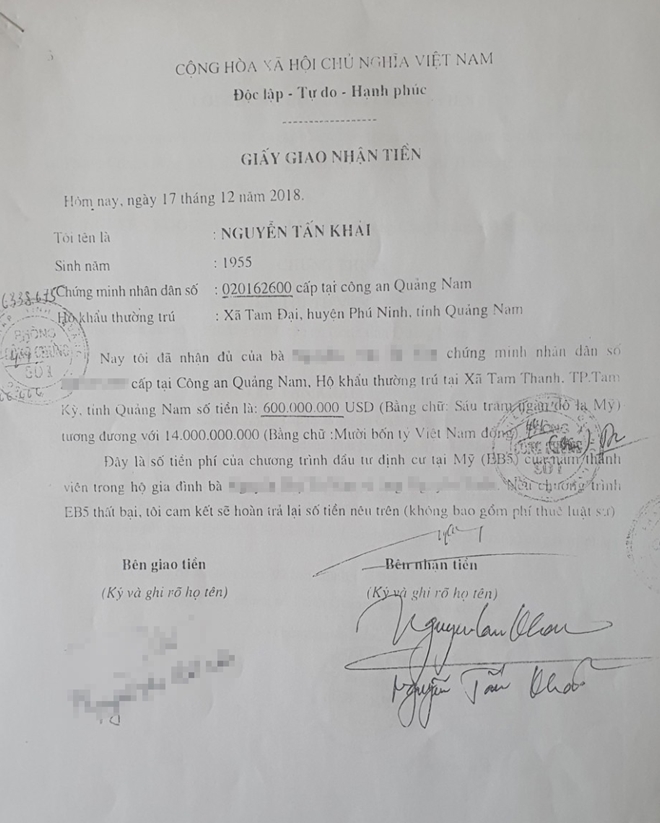 CỘNG HÒA XÃ HỘI CHỦ NGHĨA VIỆT NAM
Độc lập - Tự do - Hạnh phúc
GIẤY GIAO NHẬN TIỀN
Hôm nay, ngày 17 tháng 12 năm 2018.
Tôi tên là : NGUYỄN TẤN KHẢI
Sinh năm : 1955
Chứng minh nhân dân số : 020162600 cấp tại công an Quảng Nam
Hộ khẩu thường trú : Xã Tam Đại, huyện Phú Ninh, tỉnh Quảng Nam
Nay tôi đã nhận đủ của bà chứng minh nhân dân số
cấp tại Công an Quảng Nam, Hộ khẩu thường trú tại Xã Tam Thanh, TP.Tam
Kỳ, tỉnh Quảng Nam số tiền là: 600.000.000 USD (Bằng chữ: Sáu trăm ngàn đô la Mỹ)
tương đương với 14.000.000.000 (Bằng chữ :Mười bốn tỷ Việt Nam đồng)
Đây là số tiền phí của chương trình đầu tư định cư tại Mỹ (EB5) của năm thành
viên trong hộ gia đình bà Nếu chương trình
EB5 thất bại, tôi cam kết sẽ hoàn trả lại số tiền nêu trên (không bao gồm phí thuê luật sư)
Bên giao tiền Bên nhận tiền
(Ký và ghi rõ họ tên) (Ký và ghi rõ họ tên)
Nguyễn Tấn